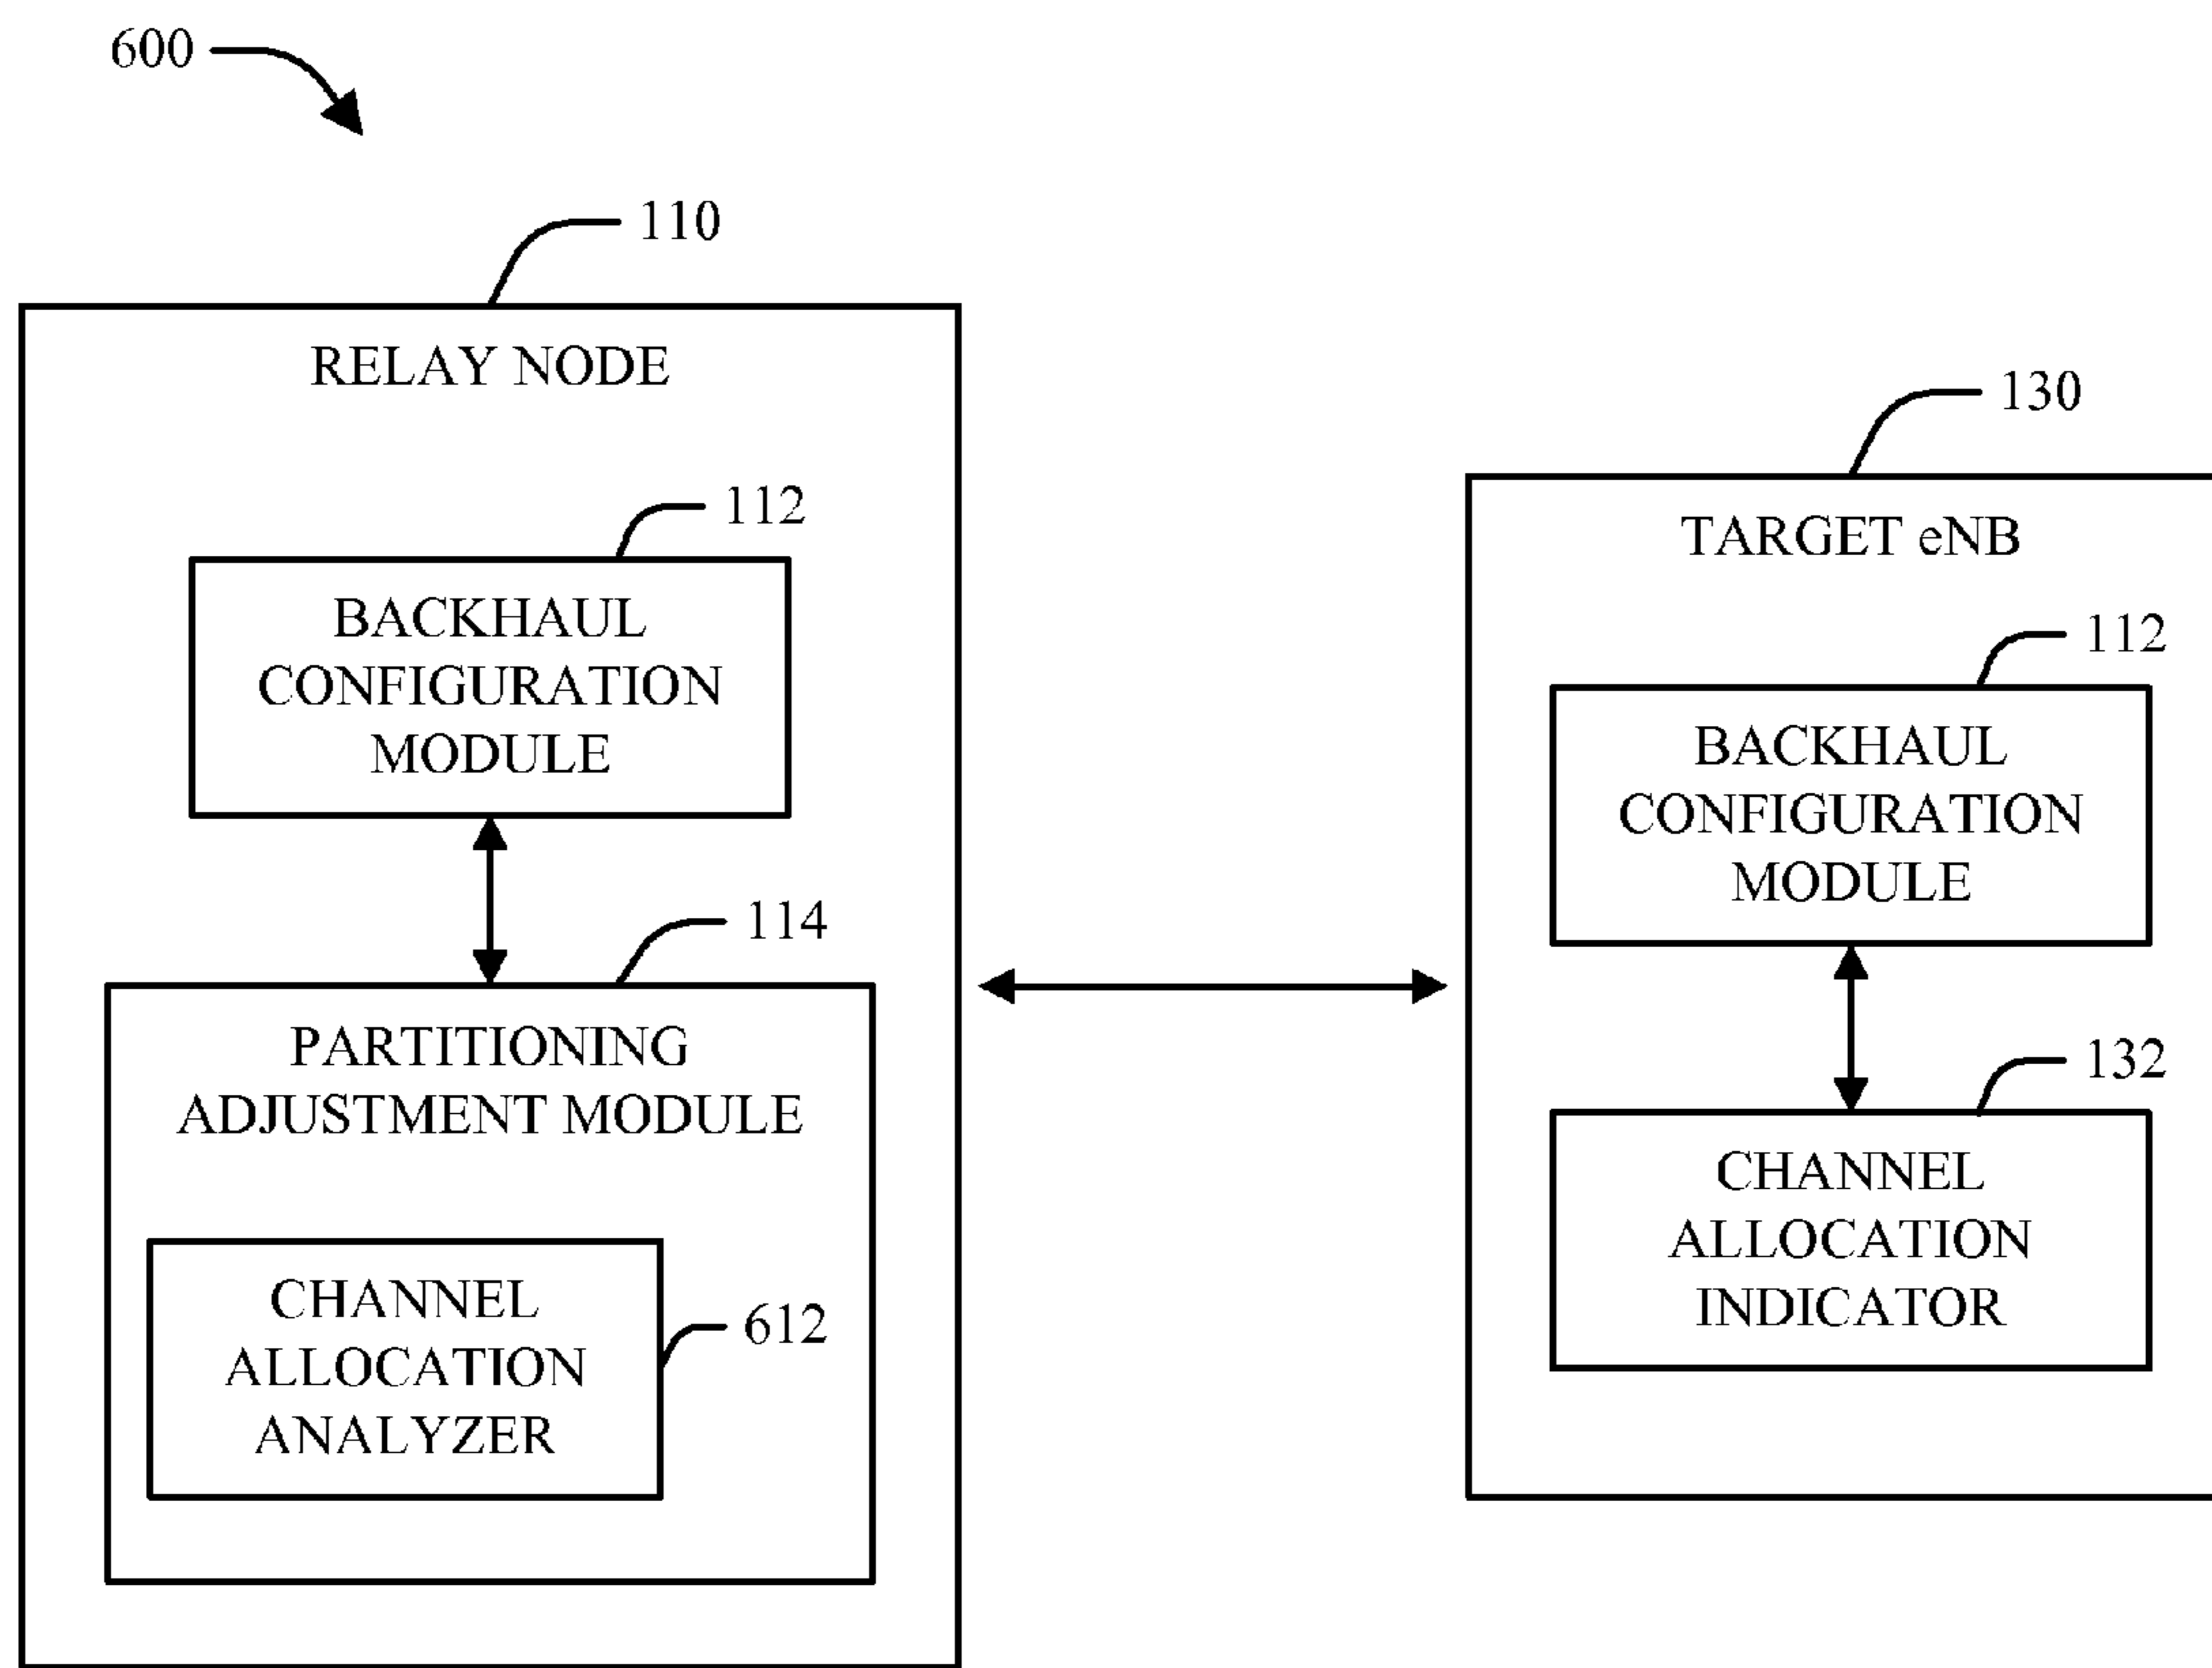 600
110
RELAY NODE
112
BACKHAUL
CONFIGURATION
MODULE
114
PARTITIONING
ADJUSTMENT MODULE
CHANNEL
ALLOCATION
ANALYZER
612
130
TARGET eNB
112
BACKHAUL
CONFIGURATION
MODULE
132
CHANNEL
ALLOCATION
INDICATOR